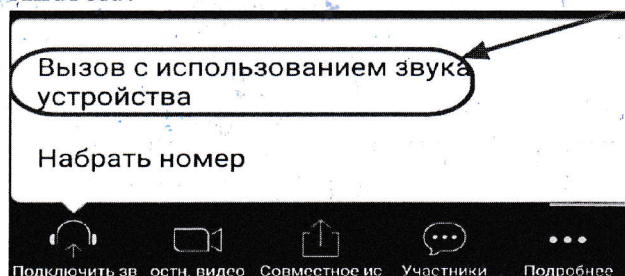 Вызов с использованием звука
устройства
Набрать номер
Подключить зв остн. видео Совместное ис Участники Подробнее